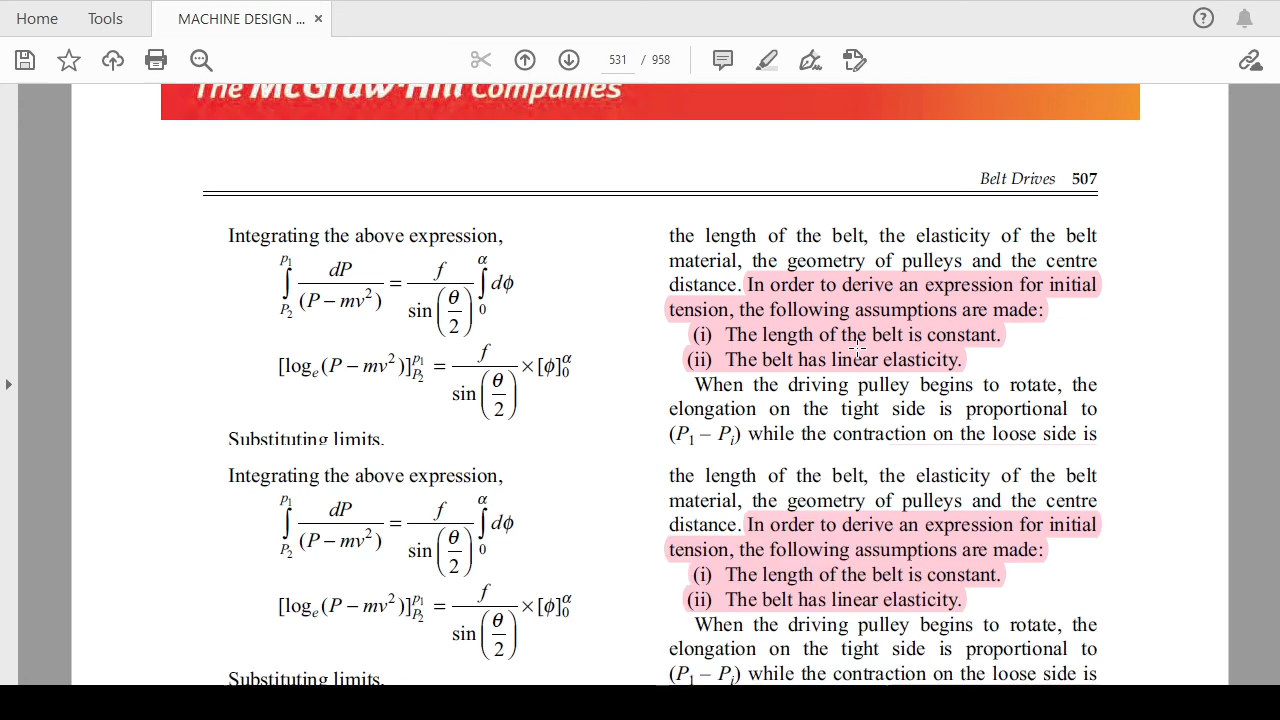 Home Tools MACHINE DESIGN ... ×
531 / 958
The McGraw-Hill Companies
Belt Drives 507
Integrating the above expression,
∫_{P₂}^{p₁} dP/(P – mv²) = f/sin(θ/2) ∫_0^α dϕ
[logₑ (P – mv²)]_{P₂}^{p₁} = f/sin(θ/2) × [ϕ]_0^α
Substituting limits,
the length of the belt, the elasticity of the belt
material, the geometry of pulleys and the centre
distance. In order to derive an expression for initial
tension, the following assumptions are made:
(i) The length of the belt is constant.
(ii) The belt has linear elasticity.
When the driving pulley begins to rotate, the
elongation on the tight side is proportional to
(P₁ – Pᵢ) while the contraction on the loose side is
Integrating the above expression,
∫_{P₂}^{p₁} dP/(P – mv²) = f/sin(θ/2) ∫_0^α dϕ
[logₑ (P – mv²)]_{P₂}^{p₁} = f/sin(θ/2) × [ϕ]_0^α
Substituting limits,
the length of the belt, the elasticity of the belt
material, the geometry of pulleys and the centre
distance. In order to derive an expression for initial
tension, the following assumptions are made:
(i) The length of the belt is constant.
(ii) The belt has linear elasticity.
When the driving pulley begins to rotate, the
elongation on the tight side is proportional to
(P₁ – Pᵢ) while the contraction on the loose side is